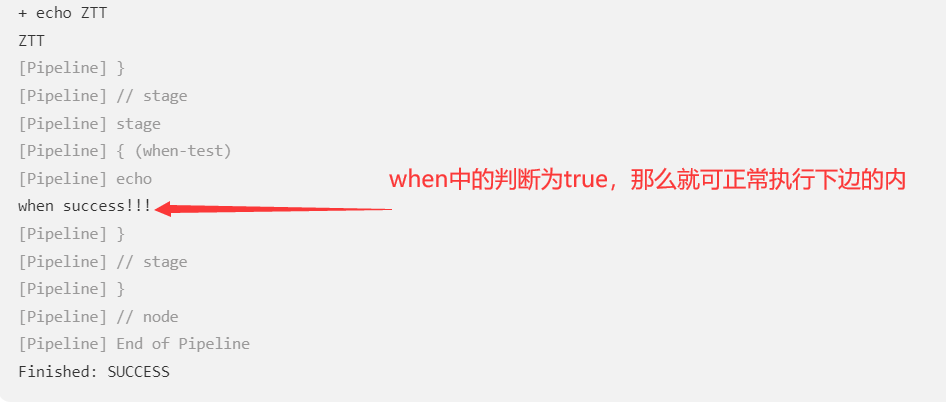 + echo ZTT
ZTT
[Pipeline] }
[Pipeline] // stage
[Pipeline] stage
[Pipeline] { (when-test)
[Pipeline] echo
when中的判断为true，那么就可正常执行下边的内
when success!!!
[Pipeline] }
[Pipeline] // stage
[Pipeline] }
[Pipeline] // node
[Pipeline] End of Pipeline
Finished: SUCCESS